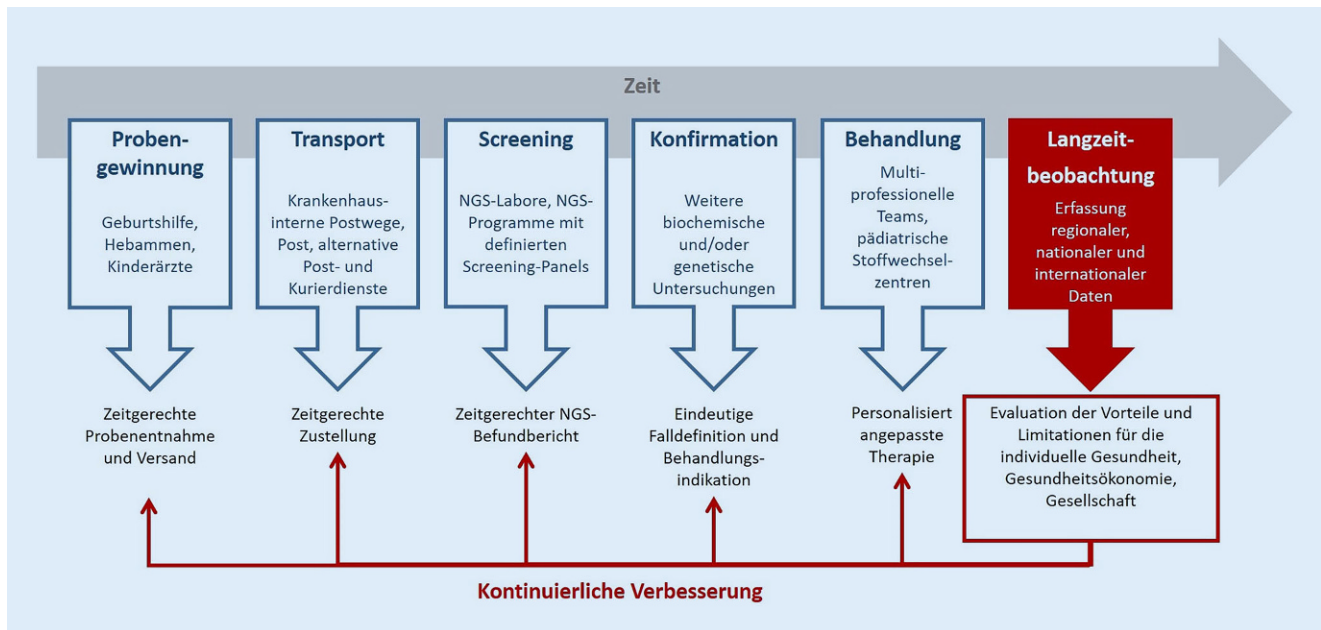 Zeit
Proben-
gewinnung
Geburtshilfe,
Hebammen,
Kinderärzte
Transport
Krankenhaus-
interne Postwege,
Post, alternative
Post- und
Kurierdienste
Screening
NGS-Labore, NGS-
Programme mit
definierten
Screening-Panels
Konfirmation
Weitere
biochemische
und/oder
genetische
Untersuchungen
Behandlung
Multi-
professionelle
Teams,
pädiatrische
Stoffwechsel-
zentren
Langzeit-
beobachtung
Erfassung
regionaler,
nationaler und
internationaler
Daten
Zeitgerechte
Probenentnahme
und Versand
Zeitgerechte
Zustellung
Zeitgerechter NGS-
Befundbericht
Eindeutige
Falldefinition und
Behandlungs-
indikation
Personalisiert
angepasste
Therapie
Evaluation der Vorteile und
Limitationen für die
individuelle Gesundheit,
Gesundheitsökonomie,
Gesellschaft
Kontinuierliche Verbesserung